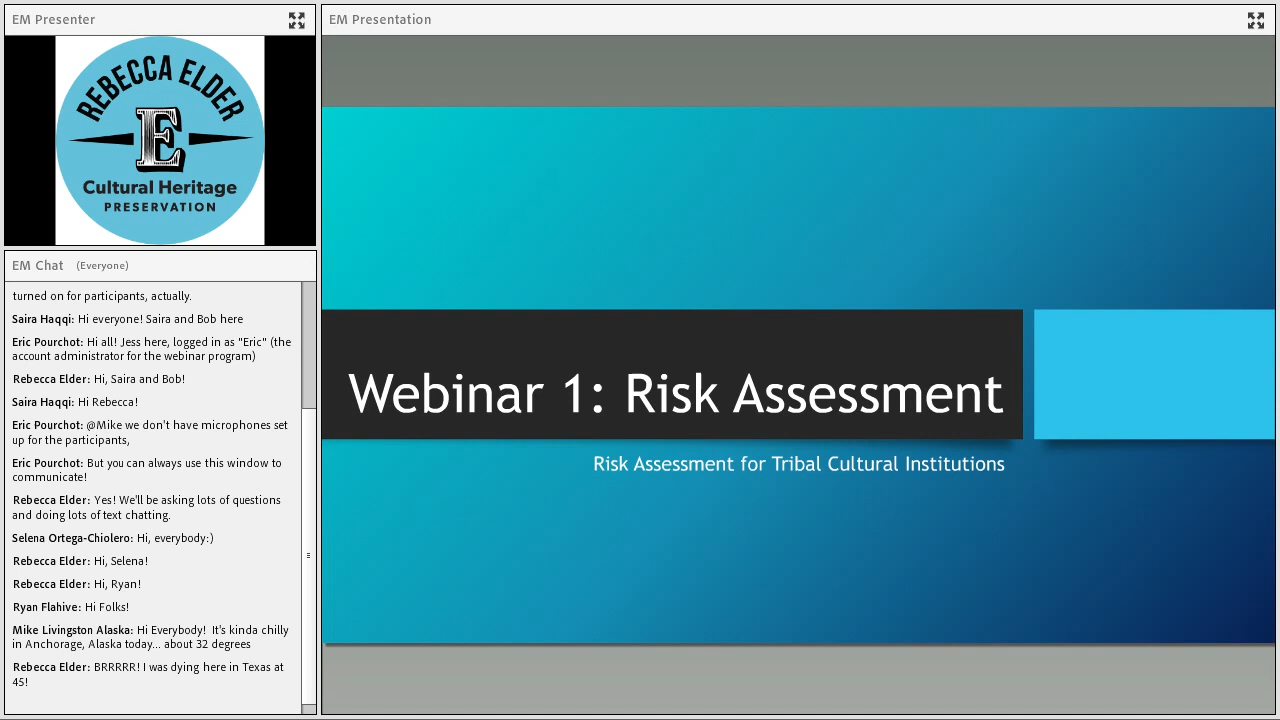 EM Presenter
REBECCA ELDER
E
Cultural Heritage
PRESERVATION
EM Chat (Everyone)
turned on for participants, actually.
Saira Haqqi: Hi everyone! Saira and Bob here
Eric Pourchot: Hi all! Jess here, logged in as "Eric" (the
account administrator for the webinar program)
Rebecca Elder: Hi, Saira and Bob!
Saira Haqqi: Hi Rebecca!
Eric Pourchot: @Mike we don't have microphones set
up for the participants,
Eric Pourchot: But you can always use this window to
communicate!
Rebecca Elder: Yes! We'll be asking lots of questions
and doing lots of text chatting.
Selena Ortega-Chiolero: Hi, everybody:)
Rebecca Elder: Hi, Selena!
Rebecca Elder: Hi, Ryan!
Ryan Flahive: Hi Folks!
Mike Livingston Alaska: Hi Everybody! It's kinda chilly
in Anchorage, Alaska today... about 32 degrees
Rebecca Elder: BRRRRR! I was dying here in Texas at
45!
EM Presentation
Webinar 1: Risk Assessment
Risk Assessment for Tribal Cultural Institutions